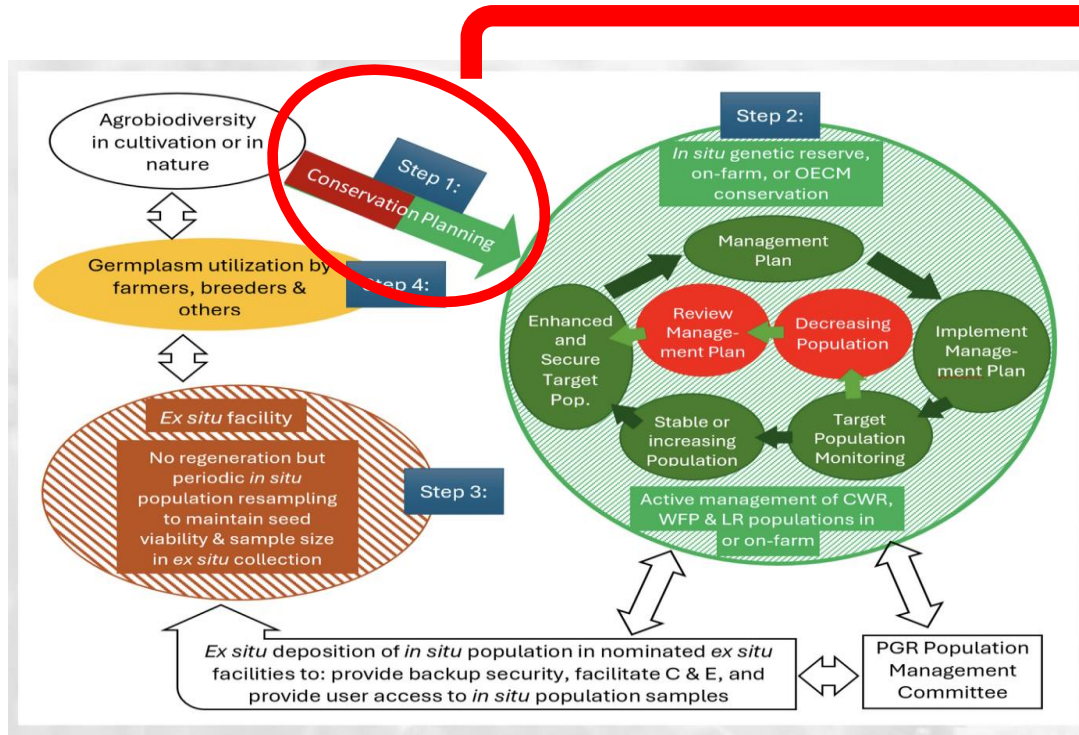 Agrobiodiversity
in cultivation or in
nature
Step 1:
Conservation Planning
Germplasm utilization by
farmers, breeders &
others
Step 4:
Ex situ facility
No regeneration but
periodic in situ
population resampling
to maintain seed
viability & sample size
in ex situ collection
Step 3:
Step 2:
In situ genetic reserve,
on-farm, or OECM
conservation
Management
Plan
Enhanced
and
Secure
Target
Pop.
Review
Manage-
ment Plan
Decreasing
Population
Implement
Manage-
ment Plan
Stable or
increasing
Population
Target
Population
Monitoring
Active management of CWR,
WFP & LR populations in
or on-farm
Ex situ deposition of in situ population in nominated ex situ
facilities to: provide backup security, facilitate C & E, and
provide user access to in situ population samples
PGR Population
Management
Committee